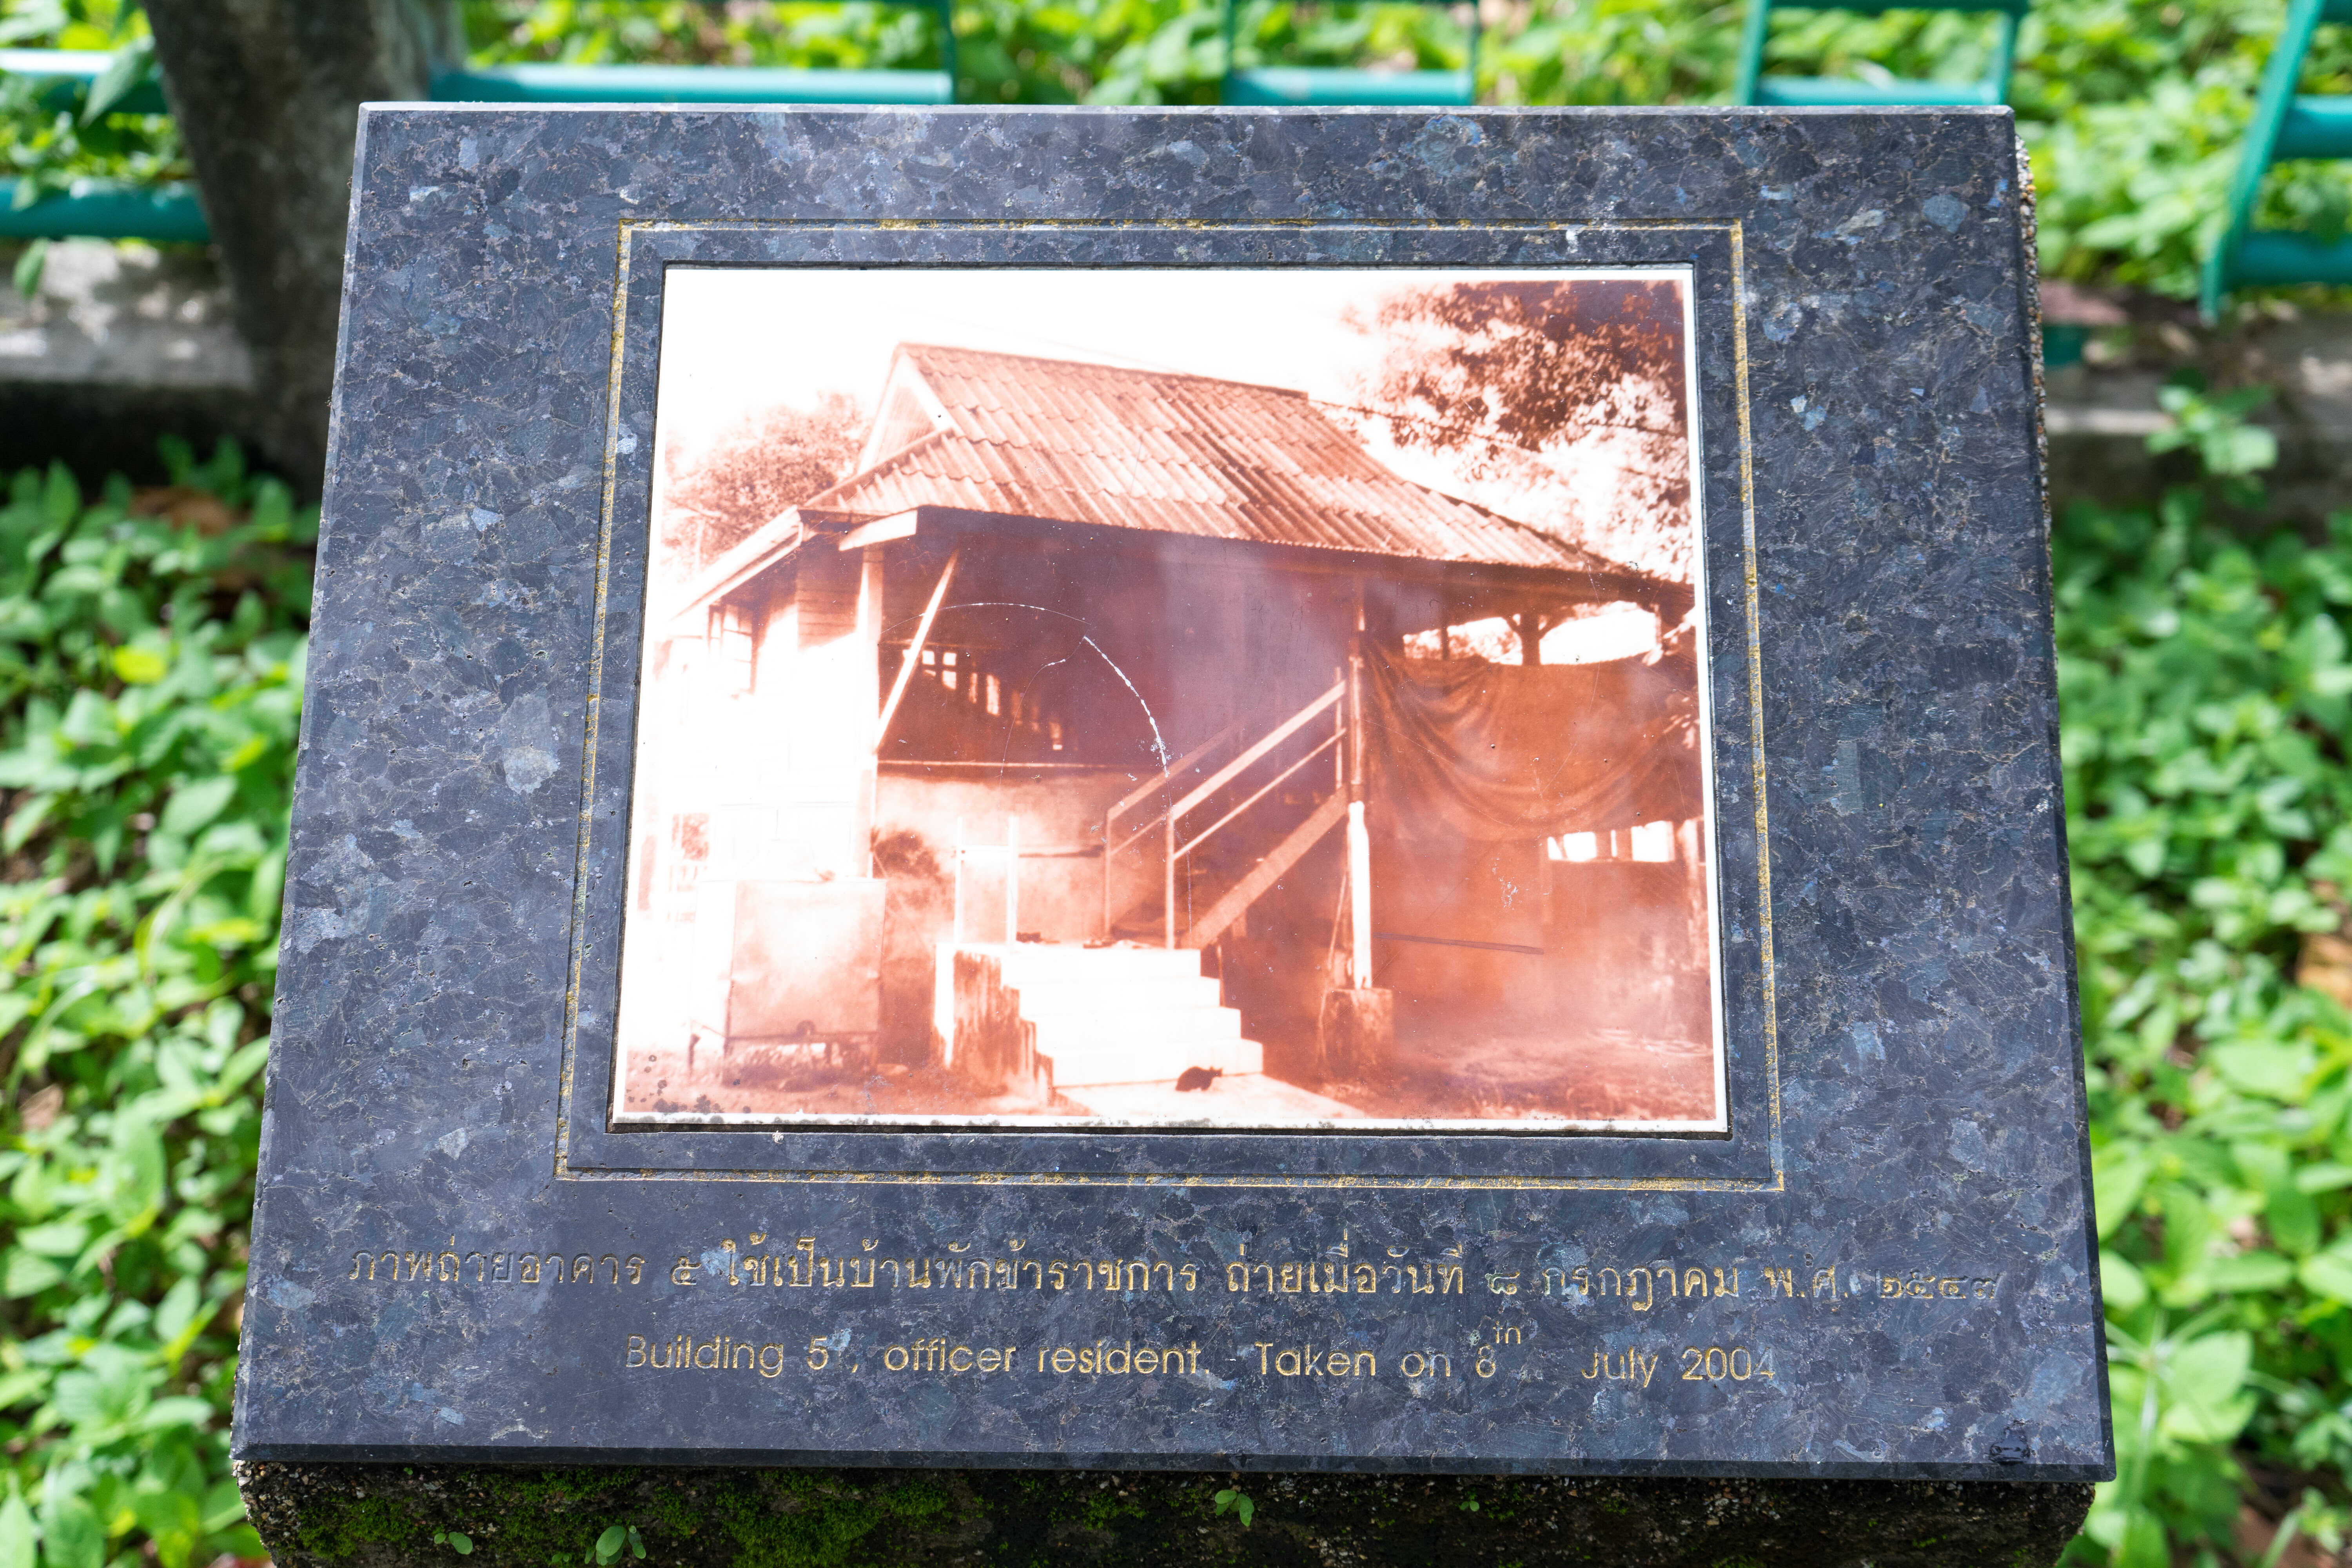 ภาพถ่ายอาคาร ๕ ใช้เป็นบ้านพักข้าราชการ ถ่ายเมื่อวันที่ ๘ กรกฎาคม พ.ศ. ๒๕๔๗
Building 5, officer resident. Taken on 8th July 2004